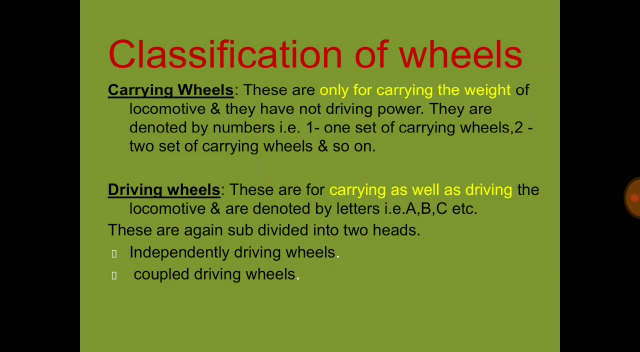 Classification of wheels
Carrying Wheels: These are only for carrying the weight of
locomotive & they have not driving power. They are
denoted by numbers i.e. 1- one set of carrying wheels,2 -
two set of carrying wheels & so on.
Driving wheels: These are for carrying as well as driving the
locomotive & are denoted by letters i.e.A,B,C etc.
These are again sub divided into two heads.
▯ Independently driving wheels.
▯ coupled driving wheels.